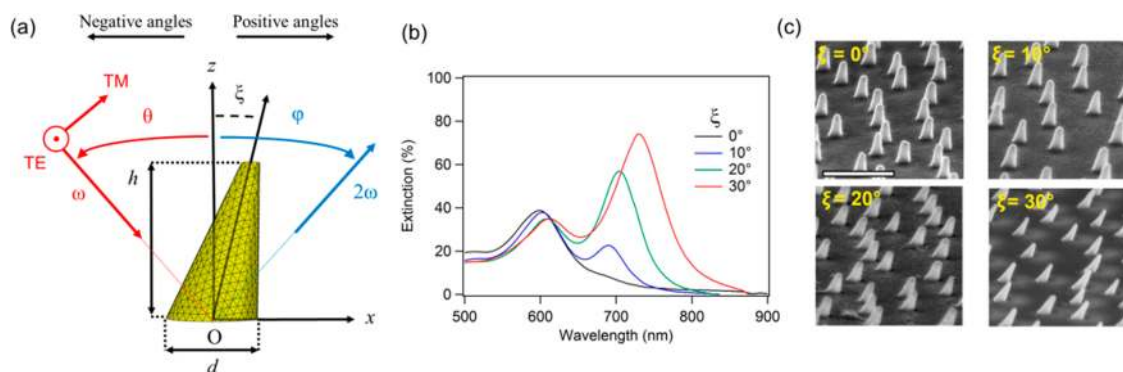 (a)
Negative angles
Positive angles
z
ξ
TM
θ
φ
TE
ω
h
2ω
O
x
d
(b)
100
80
60
40
20
0
Extinction (%)
ξ
0°
10°
20°
30°
500
600
700
800
900
Wavelength (nm)
(c)
ξ = 0°
ξ = 10°
ξ = 20°
ξ = 30°